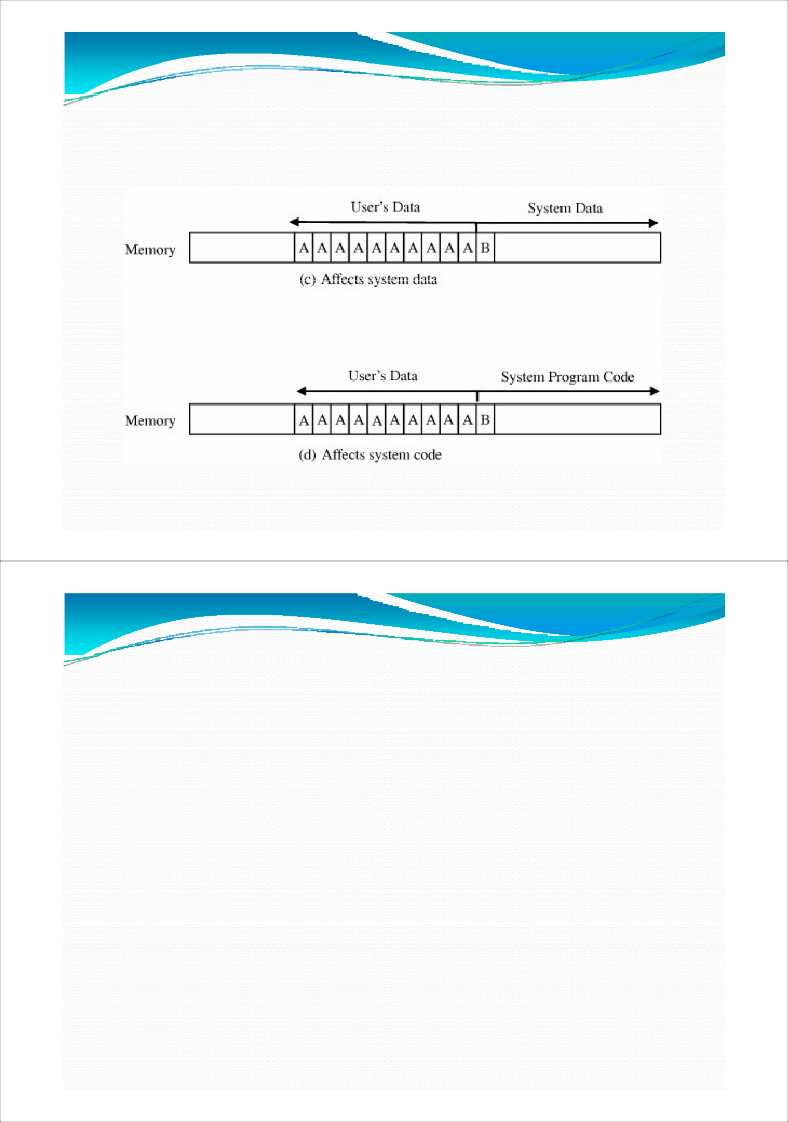 User's Data System Data
Memory A A A A A A A A A A B
(c) Affects system data
User's Data System Program Code
Memory A A A A A A A A A A B
(d) Affects system code